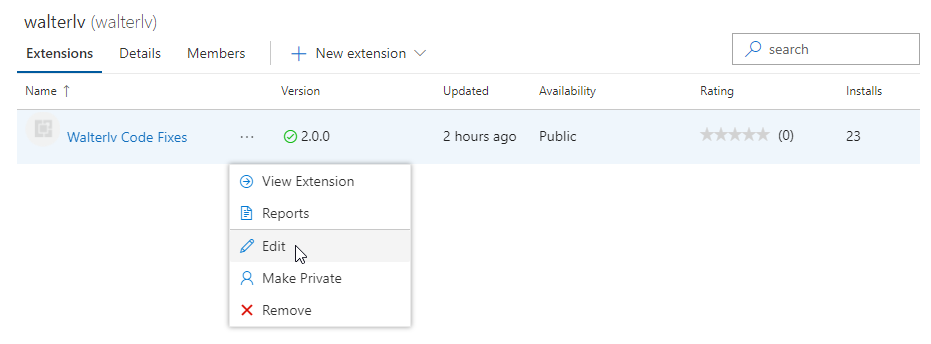 walterlv (walterlv)
Extensions Details Members + New extension search
Name ↑ Version Updated Availability Rating Installs
Walterlv Code Fixes ··· 2.0.0 2 hours ago Public ★★★★★ (0) 23
View Extension
Reports
Edit
Make Private
Remove